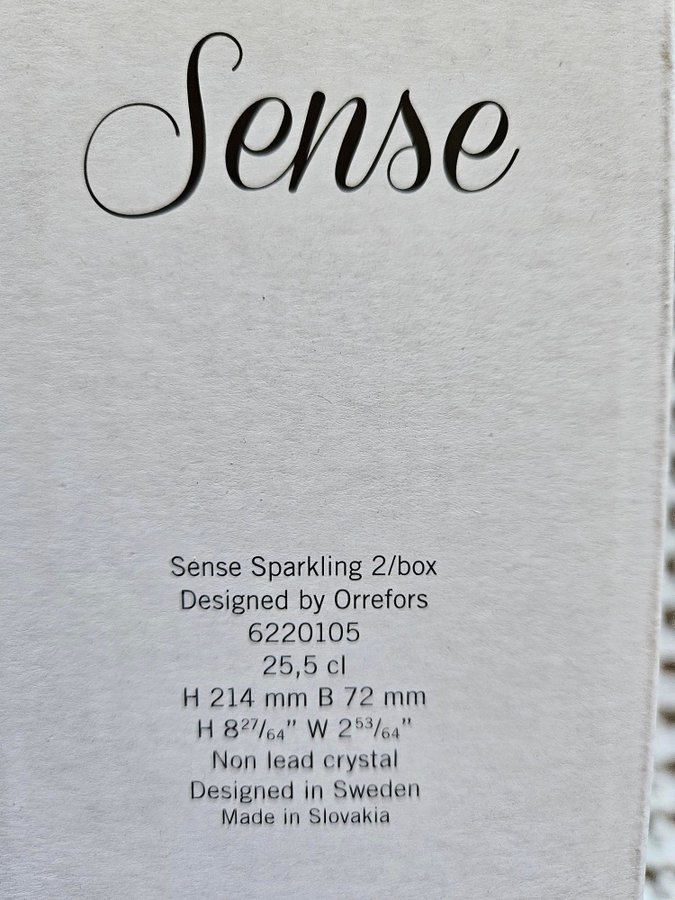 Sense
Sense Sparkling 2/box
Designed by Orrefors
6220105
25,5 cl
H 214 mm B 72 mm
H 8²⁷/₆₄” W 2⁵³/₆₄”
Non lead crystal
Designed in Sweden
Made in Slovakia